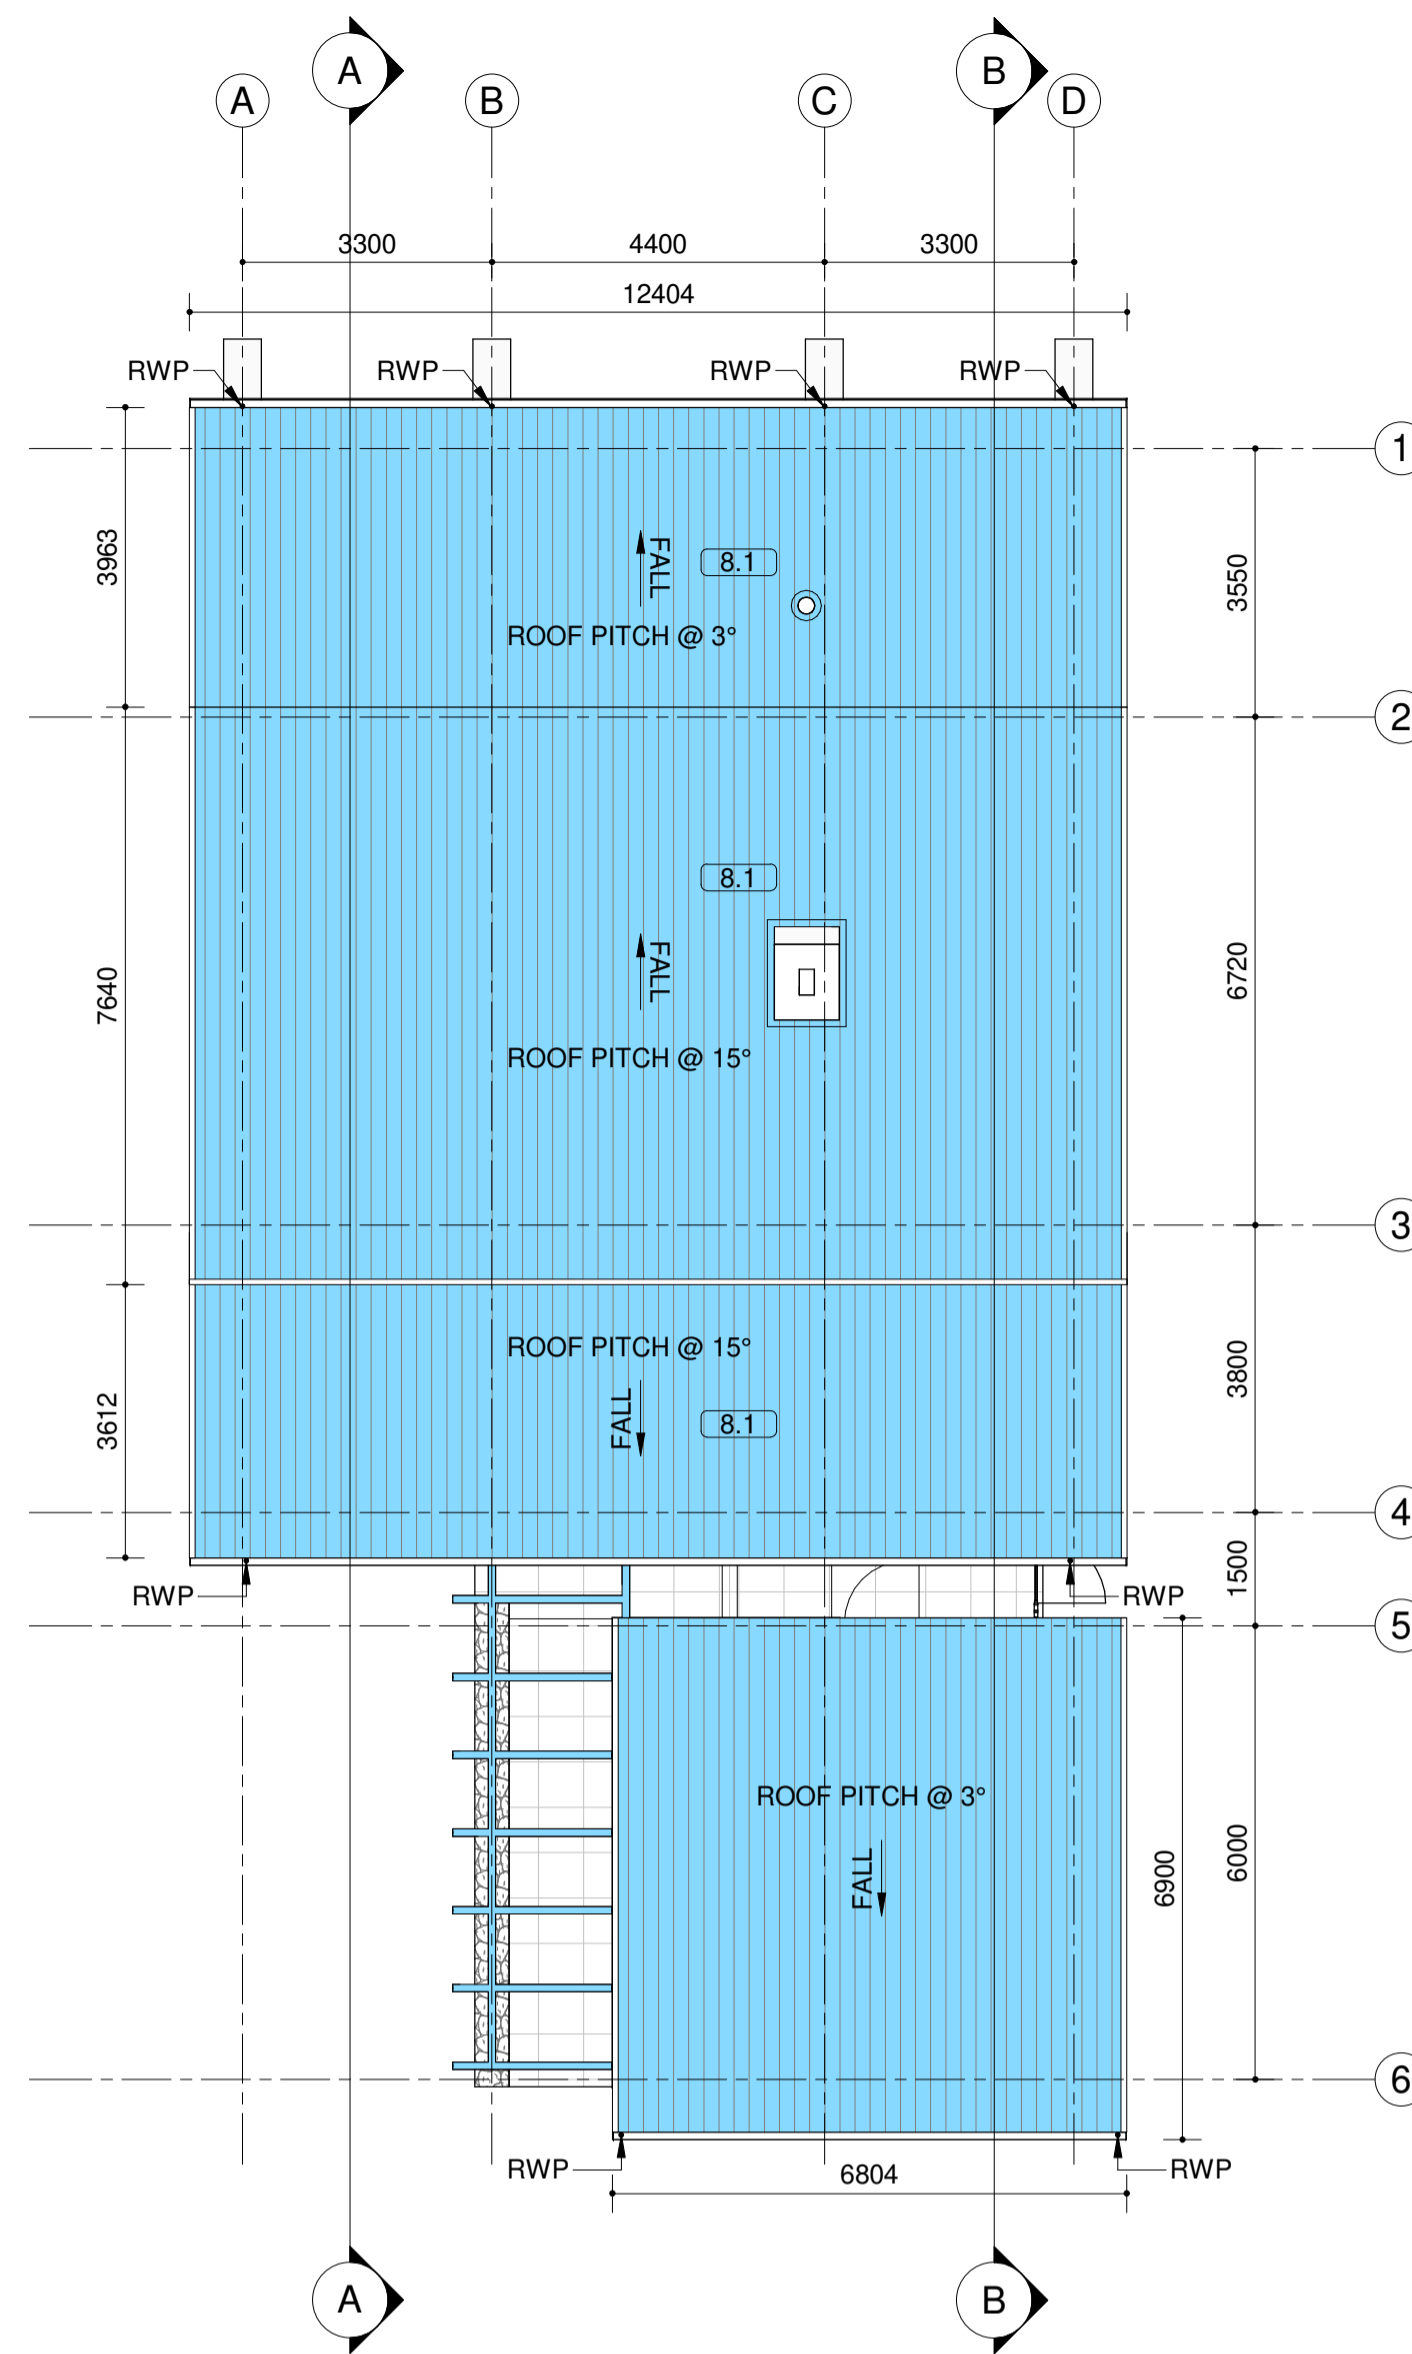 A
B
A
B
C
D
3300
4400
3300
12404
RWP
RWP
RWP
RWP
1
3963
FALL
8.1
3550
ROOF PITCH @ 3°
2
8.1
7640
FALL
6720
ROOF PITCH @ 15°
3
ROOF PITCH @ 15°
3612
FALL
8.1
3800
4
1500
RWP
RWP
5
ROOF PITCH @ 3°
FALL
6900
6000
6
RWP
RWP
6804
A
B